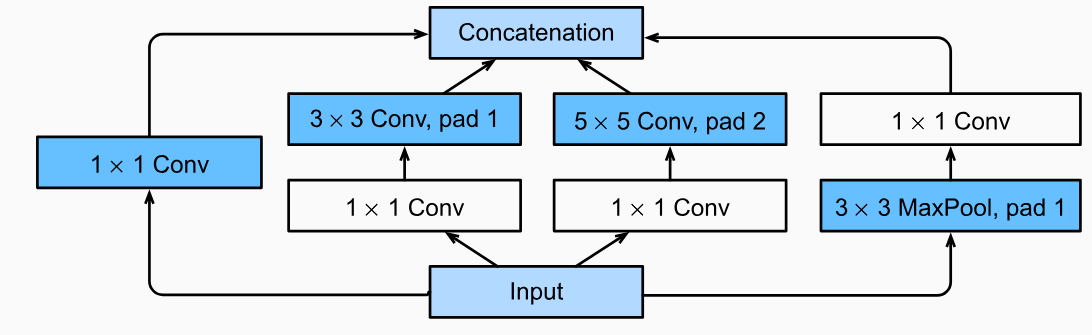 Concatenation
3 × 3 Conv, pad 1
5 × 5 Conv, pad 2
1 × 1 Conv
1 × 1 Conv
1 × 1 Conv
1 × 1 Conv
3 × 3 MaxPool, pad 1
Input